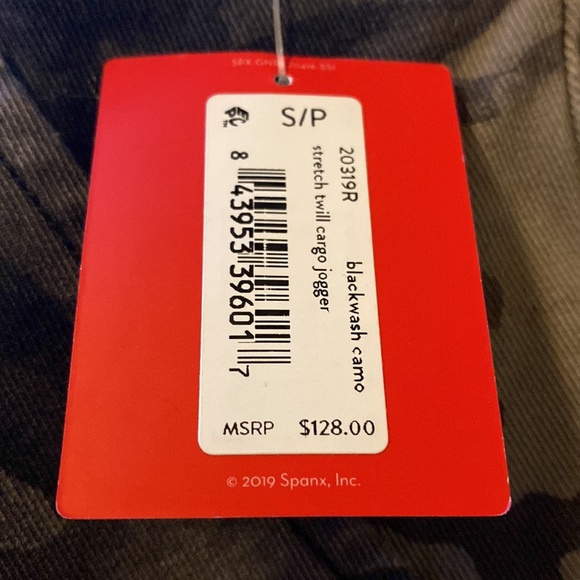 S/P
20319R
blackwash camo
stretch twill cargo jogger
8 43953 39601 7
MSRP $128.00
© 2019 Spanx, Inc.